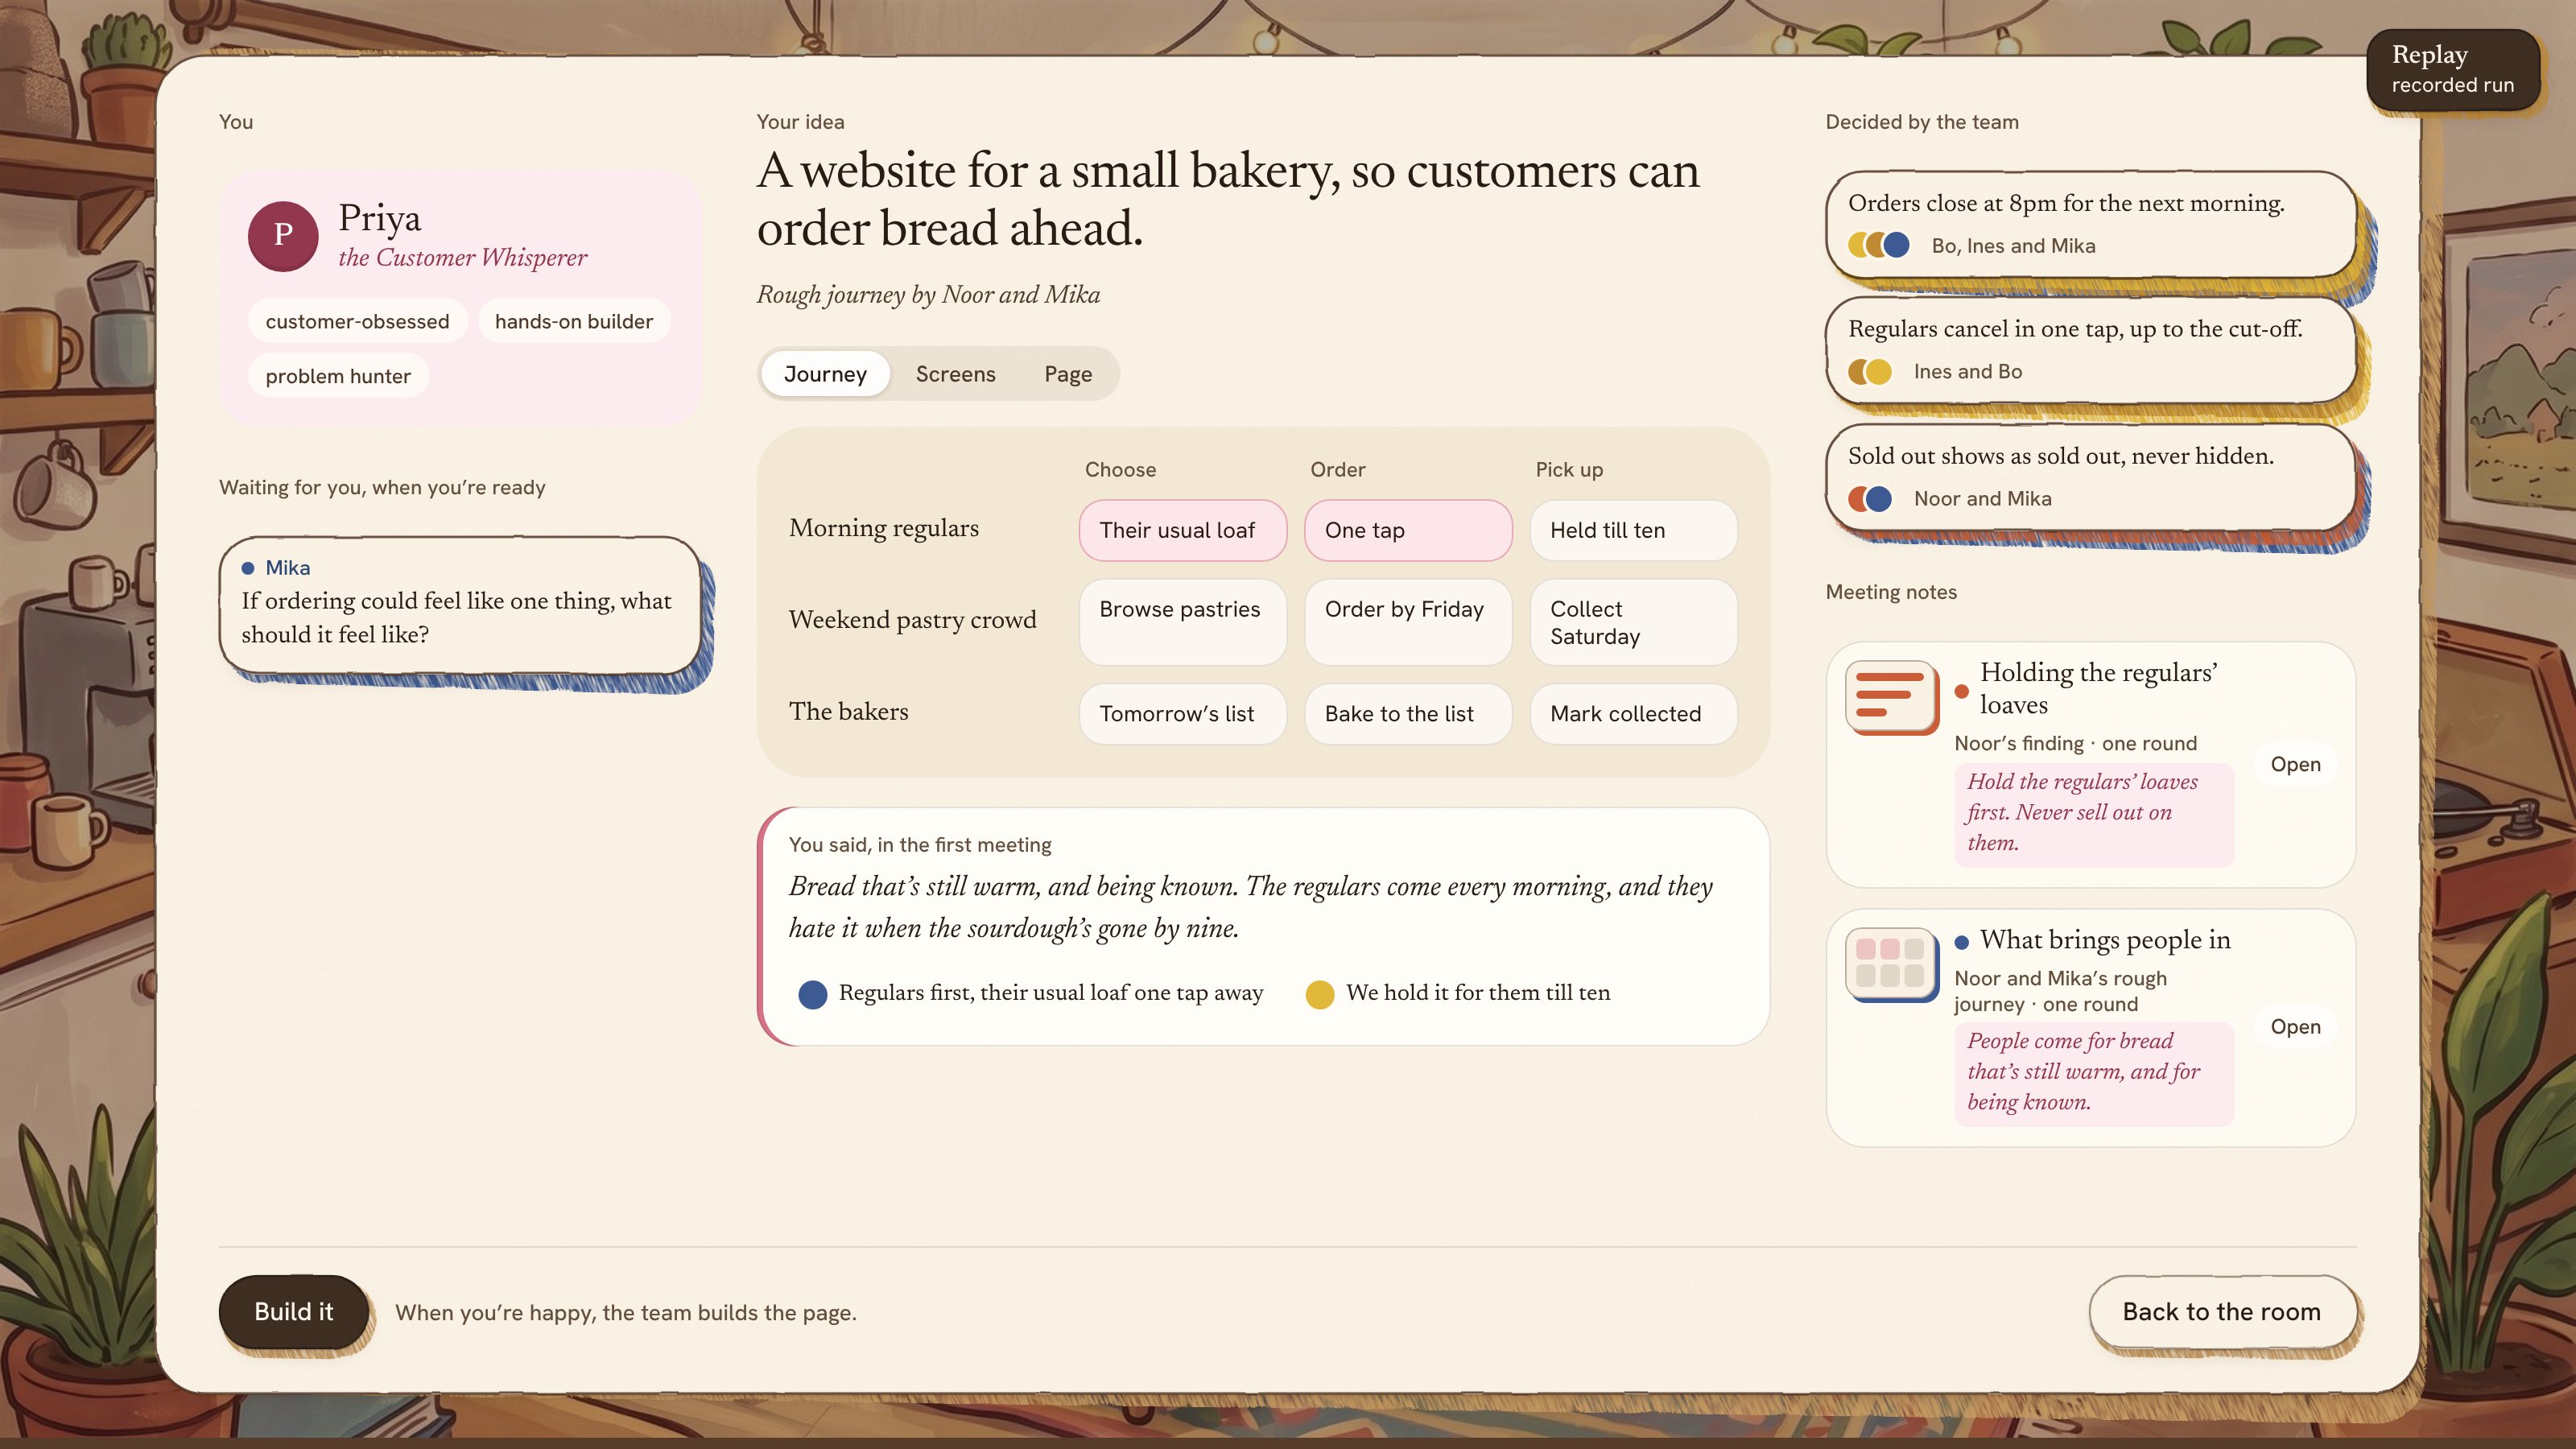 Replay
recorded run
You
P
Priya
the Customer Whisperer
customer-obsessed
hands-on builder
problem hunter
Waiting for you, when you're ready
Mika
If ordering could feel like one thing, what
should it feel like?
Your idea
A website for a small bakery, so customers can
order bread ahead.
Rough journey by Noor and Mika
Journey
Screens
Page
Choose
Order
Pick up
Morning regulars
Their usual loaf
One tap
Held till ten
Weekend pastry crowd
Browse pastries
Order by Friday
Collect
Saturday
The bakers
Tomorrow's list
Bake to the list
Mark collected
You said, in the first meeting
Bread that's still warm, and being known. The regulars come every morning, and they
hate it when the sourdough's gone by nine.
Regulars first, their usual loaf one tap away
We hold it for them till ten
Decided by the team
Orders close at 8pm for the next morning.
Bo, Ines and Mika
Regulars cancel in one tap, up to the cut-off.
Ines and Bo
Sold out shows as sold out, never hidden.
Noor and Mika
Meeting notes
Holding the regulars'
loaves
Noor's finding · one round
Hold the regulars' loaves
first. Never sell out on
them.
Open
What brings people in
Noor and Mika's rough
journey · one round
People come for bread
that's still warm, and for
being known.
Open
Build it
When you're happy, the team builds the page.
Back to the room